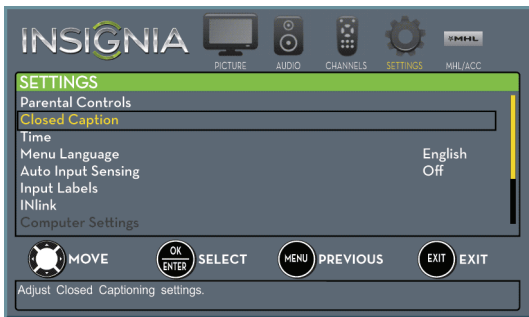 INSIGNIA
PICTURE AUDIO CHANNELS SETTINGS MHL/ACC
MHL
SETTINGS
Parental Controls
Closed Caption
Time
Menu Language English
Auto Input Sensing Off
Input Labels
INlink
Computer Settings
MOVE OK ENTER SELECT MENU PREVIOUS EXIT EXIT
Adjust Closed Captioning settings.